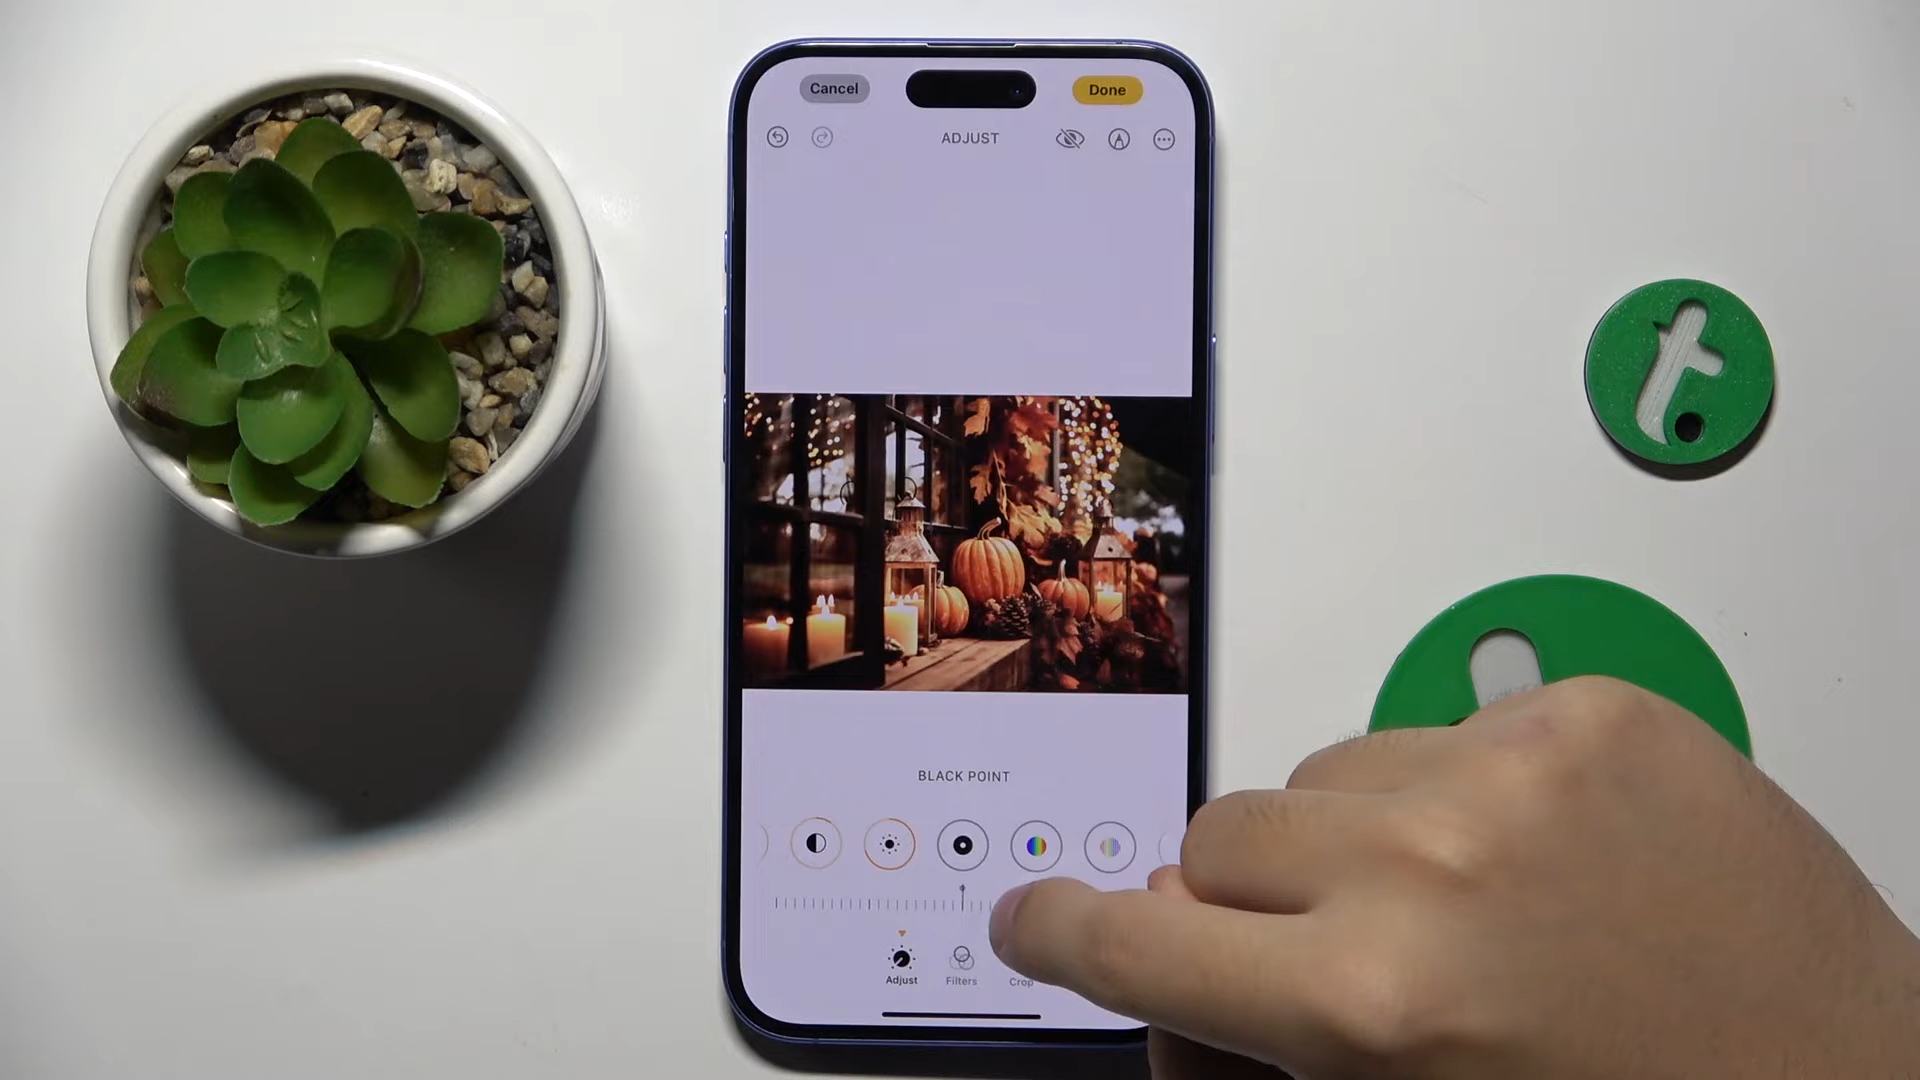 Cancel
Done
ADJUST
BLACK POINT
Adjust
Filters
Crop